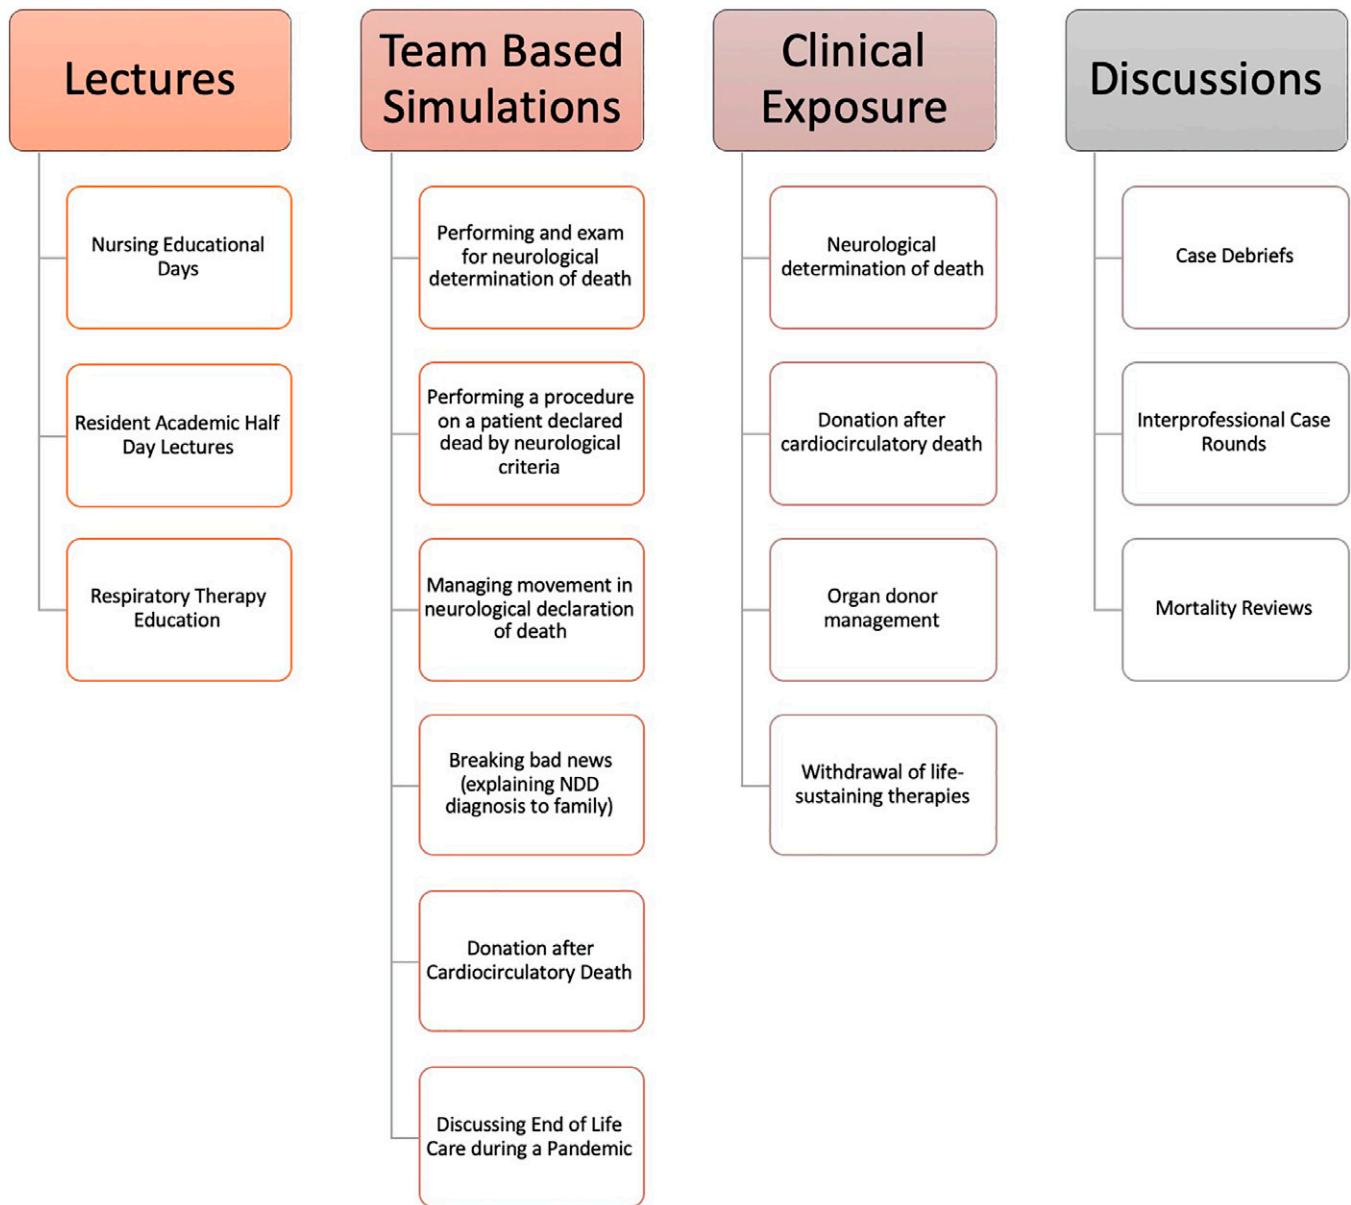 Lectures
Nursing Educational
Days
Resident Academic Half
Day Lectures
Respiratory Therapy
Education
Team Based
Simulations
Performing and exam
for neurological
determination of death
Performing a procedure
on a patient declared
dead by neurological
criteria
Managing movement in
neurological declaration
of death
Breaking bad news
(explaining NDD
diagnosis to family)
Donation after
Cardiocirculatory Death
Discussing End of Life
Care during a Pandemic
Clinical
Exposure
Neurological
determination of death
Donation after
cardiocirculatory death
Organ donor
management
Withdrawal of life-
sustaining therapies
Discussions
Case Debriefs
Interprofessional Case
Rounds
Mortality Reviews